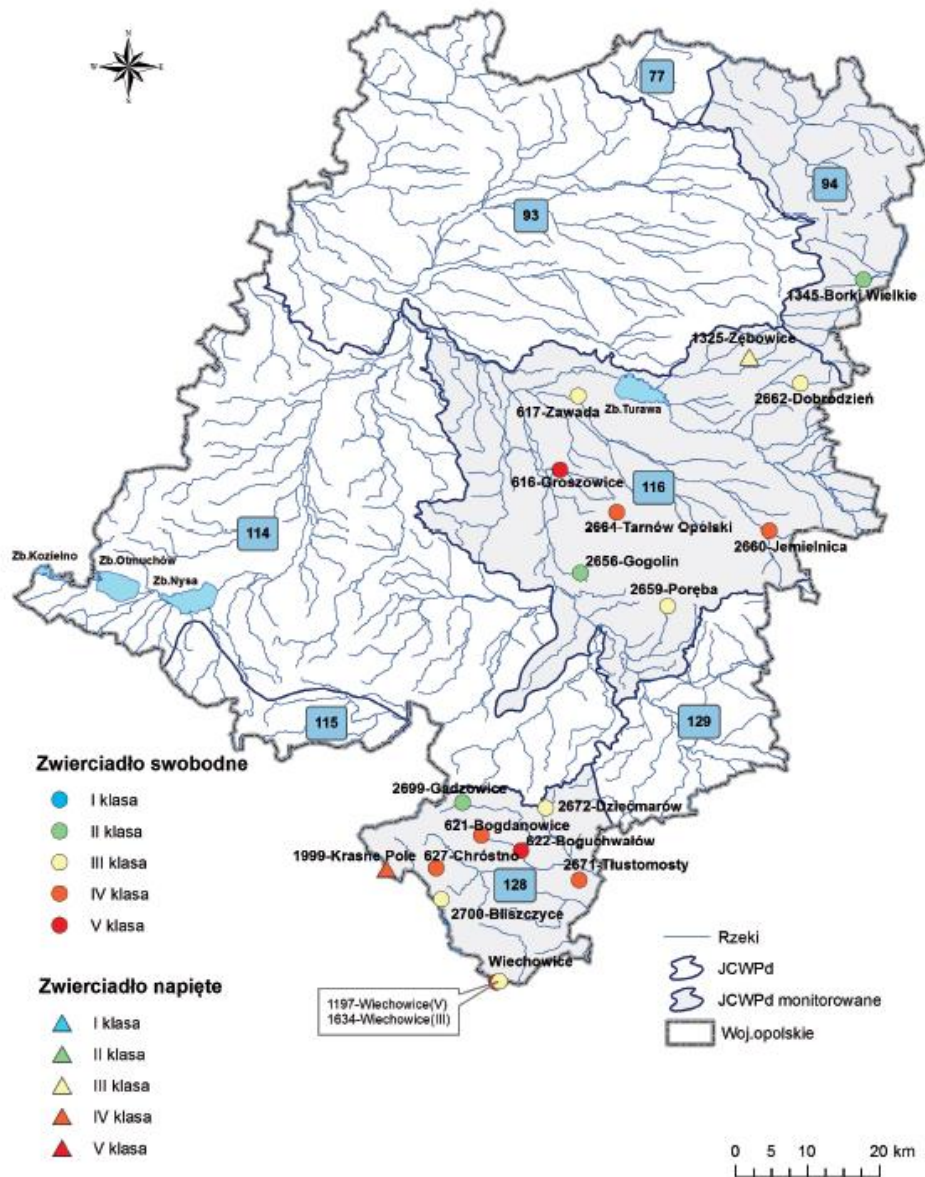 N
W
E
S
77
94
93
1345-Borki Wielkie
1325-Zębowice
2662-Dobrodzień
617-Zawada
Zb.Turawa
616-Groszowice
116
2664-Tarnów Opolski
2660-Jemielnica
114
Zb.Kozielno
Zb.Otmuchów
Zb.Nysa
2656-Gogolin
2659-Poręba
115
129
Zwierciadło swobodne
I klasa
II klasa
III klasa
IV klasa
V klasa
2699-Gadzowice
2672-Dziećmarów
621-Bogdanowice
622-Boguchwałów
1999-Krasne Pole
627-Chróstno
2671-Tłustomosty
128
2700-Bliszczyce
Wiechowice
1197-Wiechowice(V)
1634-Wiechowice(III)
Rzeki
JCWPd
JCWPd monitorowane
Woj.opolskie
Zwierciadło napięte
I klasa
II klasa
III klasa
IV klasa
V klasa
0 5 10 20 km